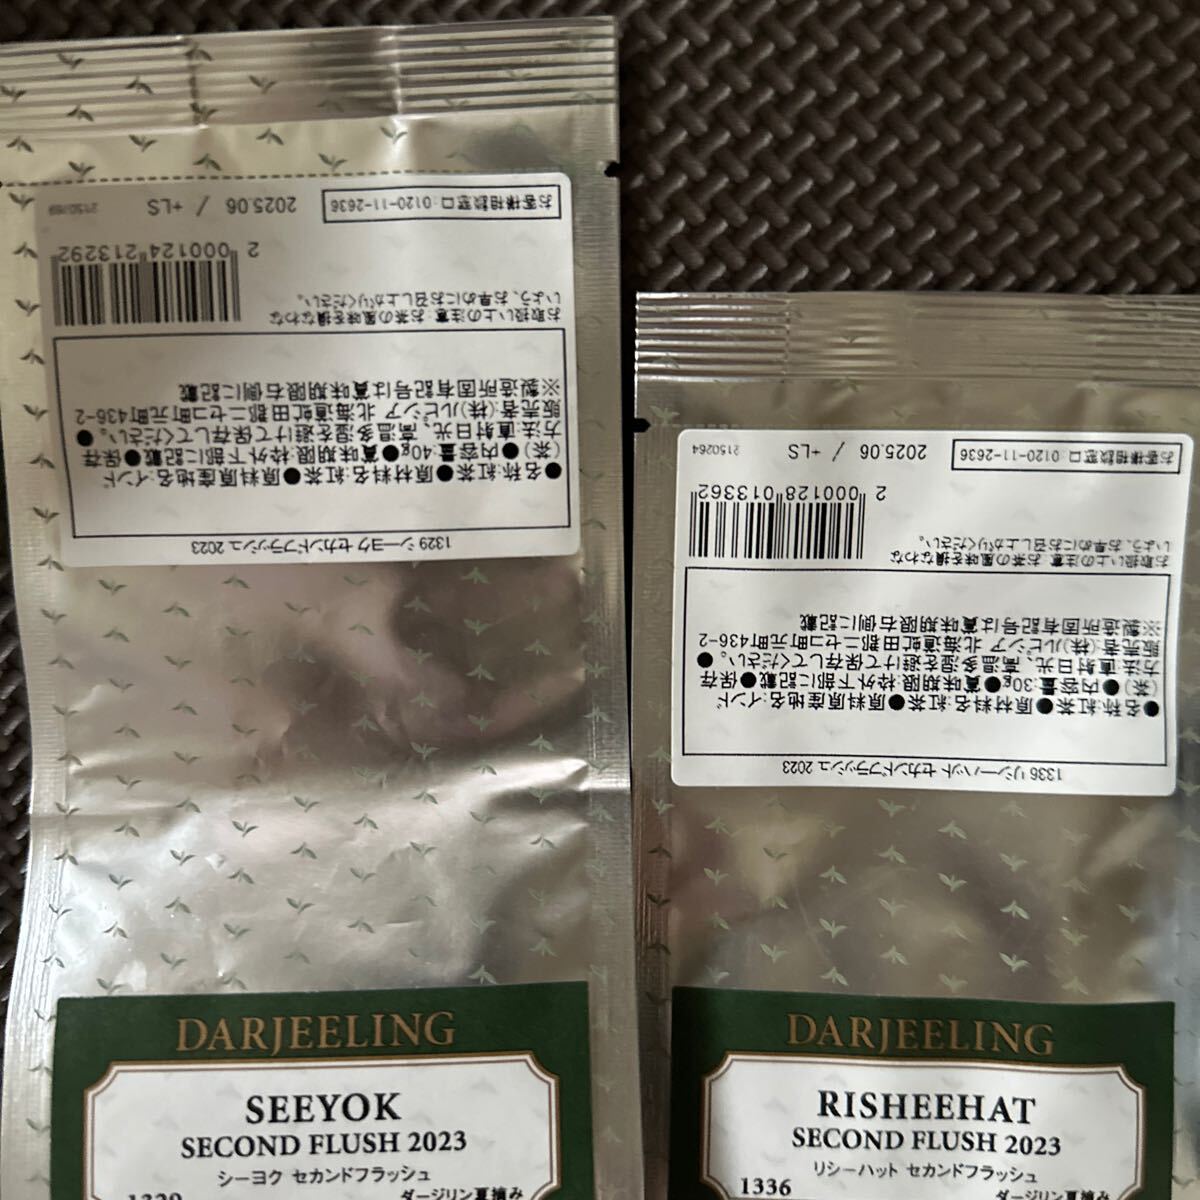 1329 シーヨク セカンドフラッシュ 2023
●名称:紅茶●原材料名:紅茶●原料原産地名:インド
(茶)●内容量:40g●賞味期限:枠外下部に記載●保存
方法:直射日光、高温多湿を避けて保存してください。●
販売者:(株)ルピシア 北海道虻田郡ニセコ町元町436-2
※製造所固有記号は賞味期限右側に記載
お取扱い上の注意:お茶の風味を損なわな
いよう、お早めにお召し上がりください。
2 000124 213292
お客様相談窓口:0120-11-2636
2025.06 / +LS
DARJEELING
SEEYOK
SECOND FLUSH 2023
シーヨク セカンドフラッシュ
1329
ダージリン夏摘み
1336 リシーハット セカンドフラッシュ 2023
●名称:紅茶●原材料名:紅茶●原料原産地名:インド
(茶)●内容量:30g●賞味期限:枠外下部に記載●保存
方法:直射日光、高温多湿を避けて保存してください。●
販売者:(株)ルピシア 北海道虻田郡ニセコ町元町436-2
※製造所固有記号は賞味期限右側に記載
お取扱い上の注意:お茶の風味を損なわな
いよう、お早めにお召し上がりください。
2 000128 013362
お客様相談窓口:0120-11-2636
2025.06 / +LS
2150264
DARJEELING
RISHEEHAT
SECOND FLUSH 2023
リシーハット セカンドフラッシュ
1336
ダージリン夏摘み